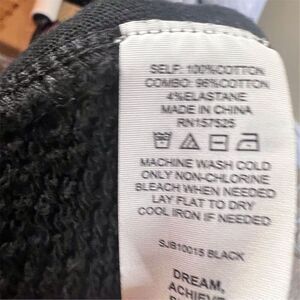 SELF: 100%COTTON
COMBO: 96%COTTON
4%ELASTANE
MADE IN CHINA
RN157525
MACHINE WASH COLD
ONLY NON-CHLORINE
BLEACH WHEN NEEDED
LAY FLAT TO DRY
COOL IRON IF NEEDED
SJB10015 BLACK
DREAM,
ACHIEVE